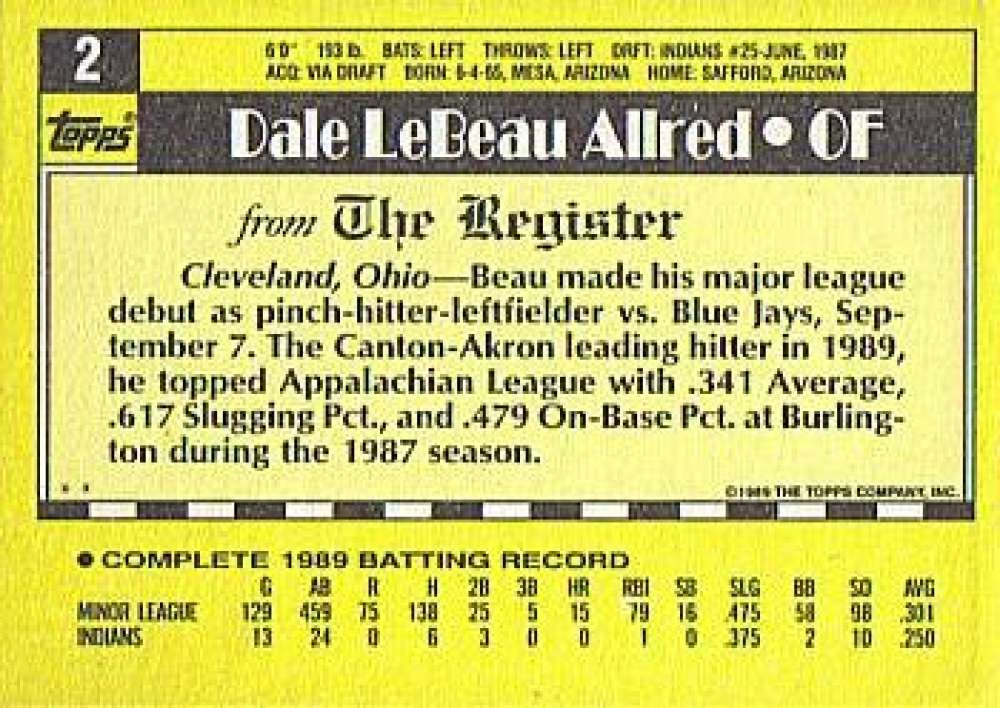 2
6'0" 193 lb. BATS: LEFT THROWS: LEFT DRFT: INDIANS #25-JUNE, 1987
ACQ: VIA DRAFT BORN: 6-4-65, MESA, ARIZONA HOME: SAFFORD, ARIZONA
Topps®
Dale LeBeau Allred • OF
from The Register
Cleveland, Ohio—Beau made his major league
debut as pinch-hitter-leftfielder vs. Blue Jays, Sep-
tember 7. The Canton-Akron leading hitter in 1989,
he topped Appalachian League with .341 Average,
.617 Slugging Pct., and .479 On-Base Pct. at Burling-
ton during the 1987 season.
* * ©1989 THE TOPPS COMPANY, INC.
• COMPLETE 1989 BATTING RECORD
G AB R H 2B 3B HR RBI SB SLG BB SO AVG
MINOR LEAGUE 129 459 75 138 25 5 15 79 16 .475 58 98 .301
INDIANS 13 24 0 6 3 0 0 1 0 .375 2 10 .250